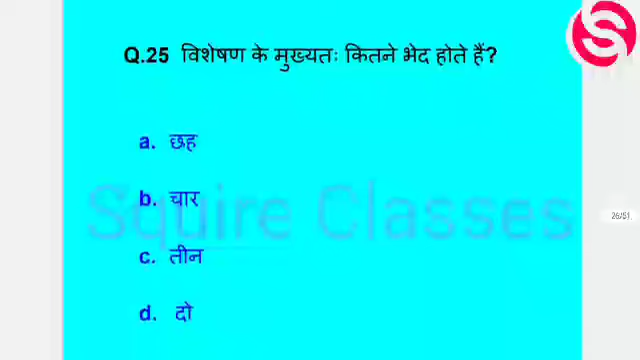 Q.25 विशेषण के मुख्यतः कितने भेद होते हैं?
a. छह
b. चार
Squire Classes
26/51
c. तीन
d. दो